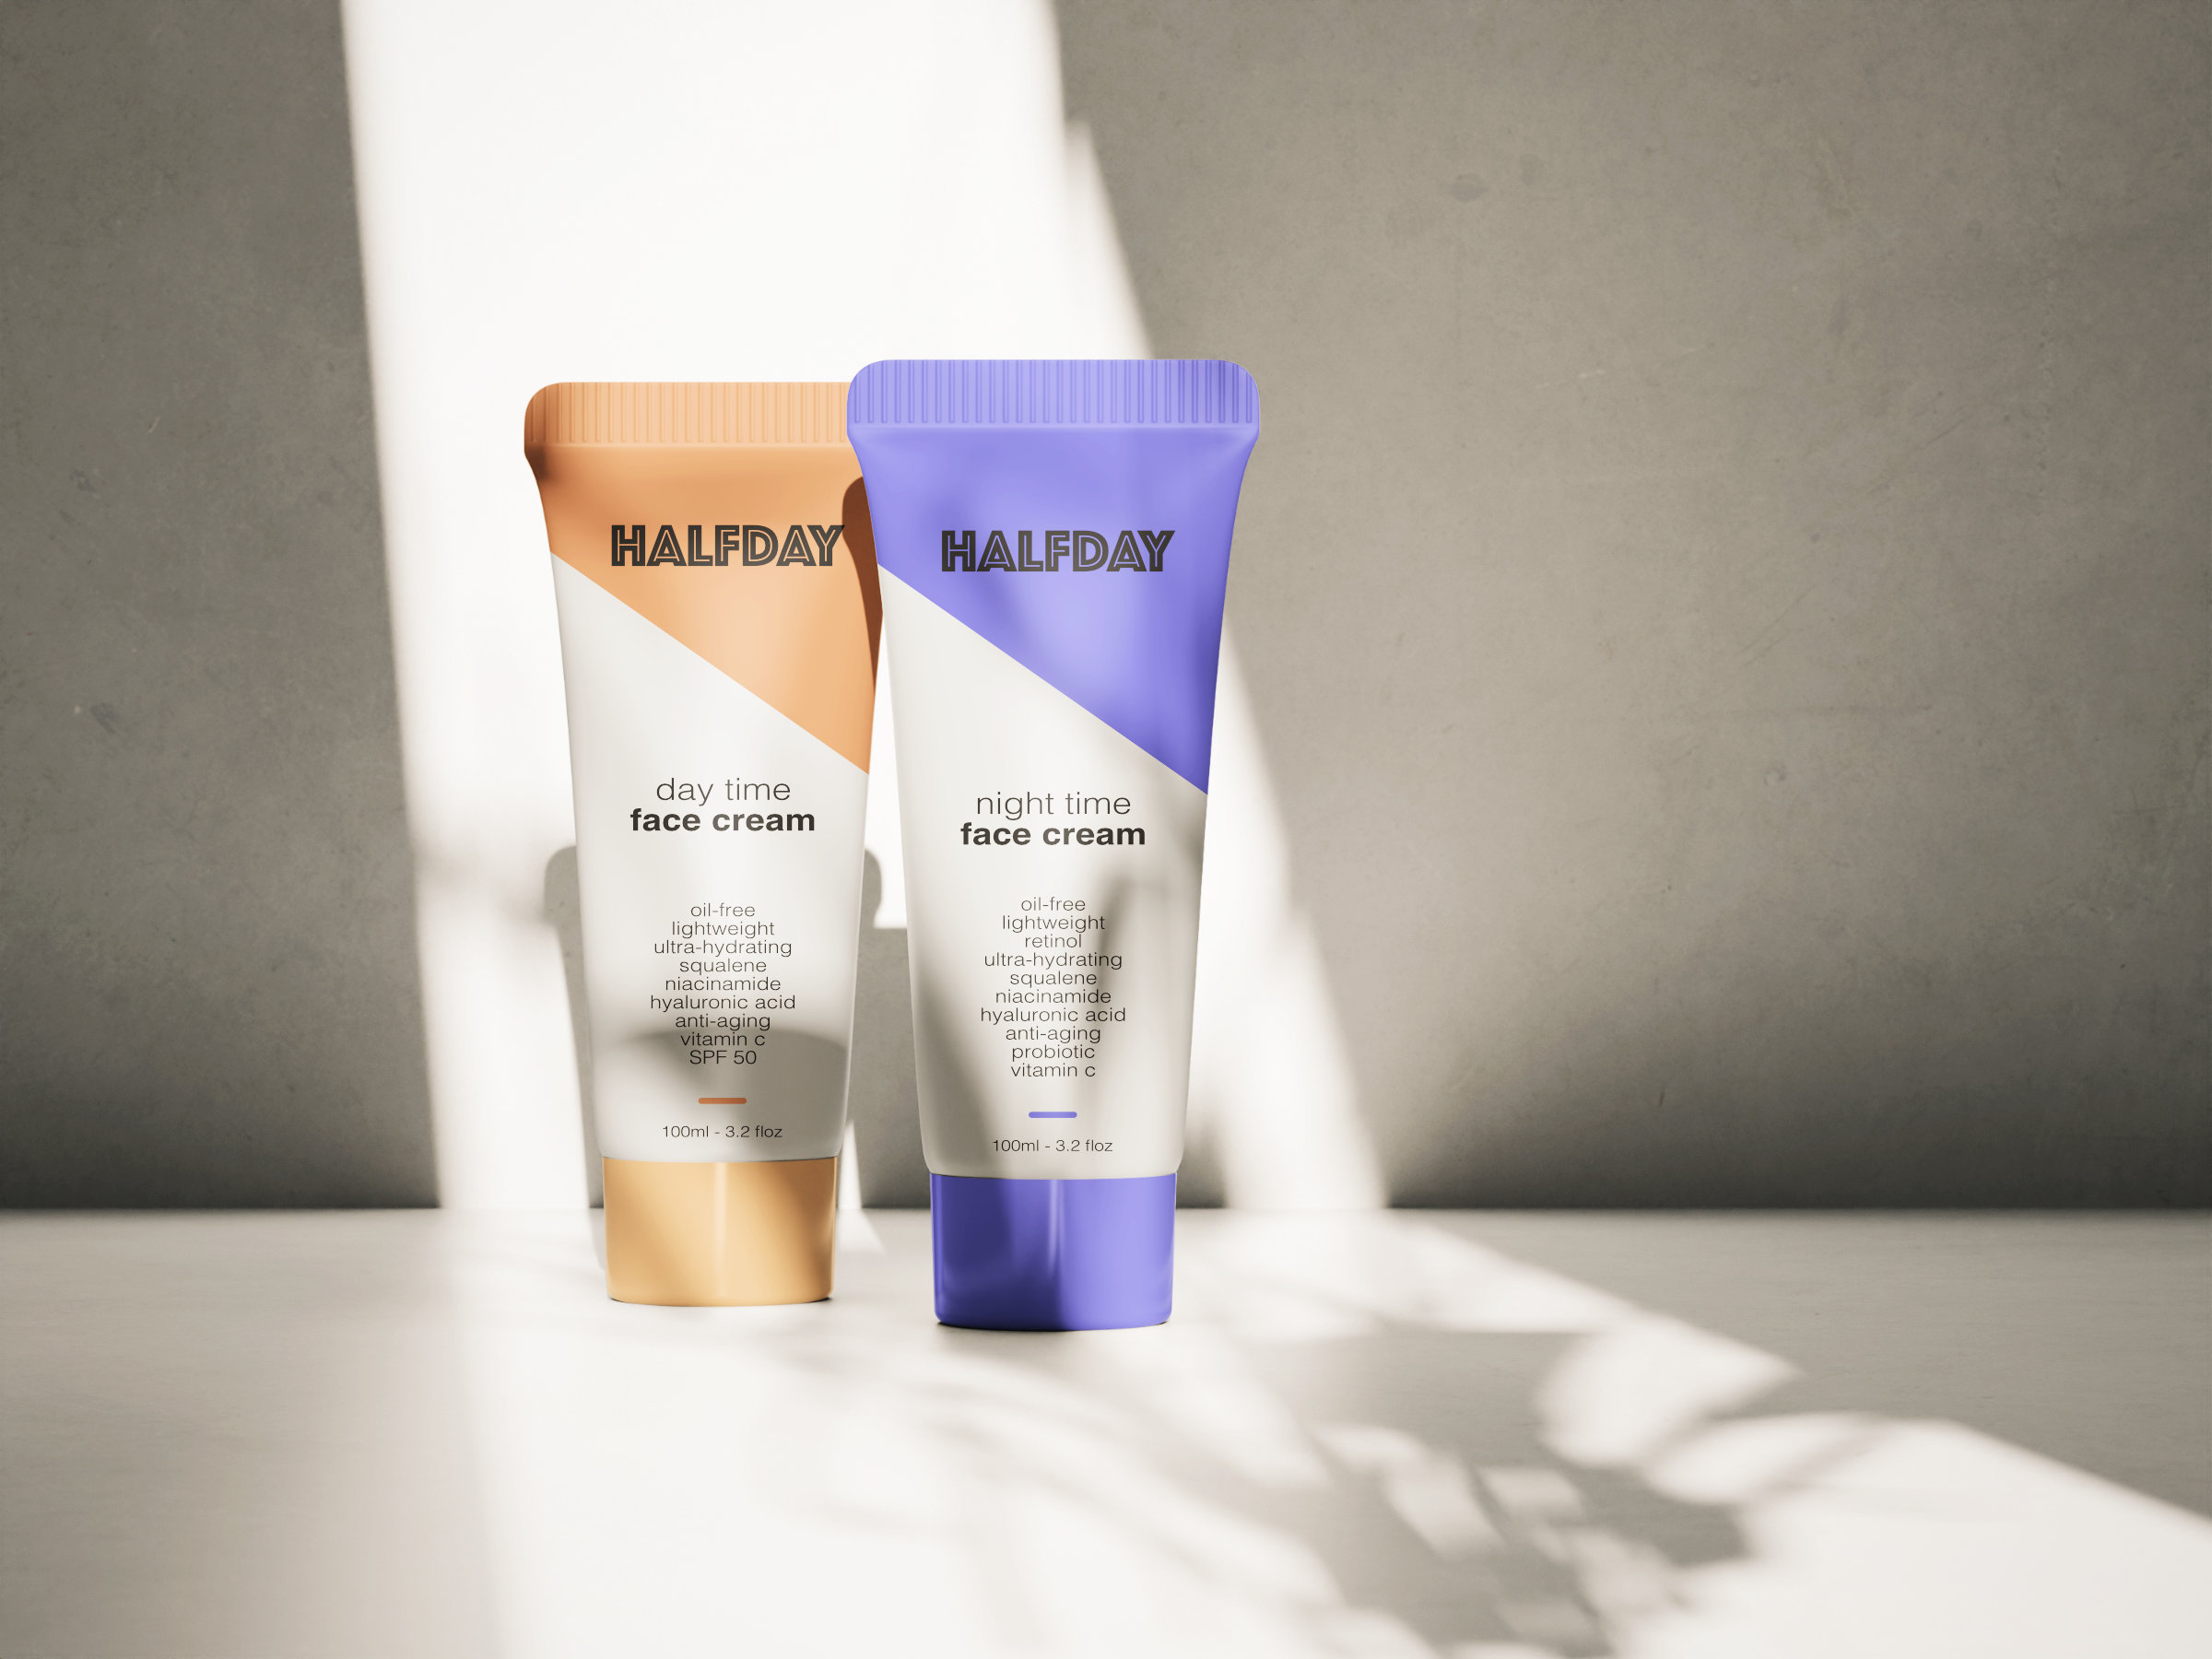 HALFDAY
day time
face cream
oil-free
lightweight
ultra-hydrating
squalene
niacinamide
hyaluronic acid
anti-aging
vitamin c
SPF 50
100ml - 3.2 floz
HALFDAY
night time
face cream
oil-free
lightweight
retinol
ultra-hydrating
squalene
niacinamide
hyaluronic acid
anti-aging
probiotic
vitamin c
100ml - 3.2 floz